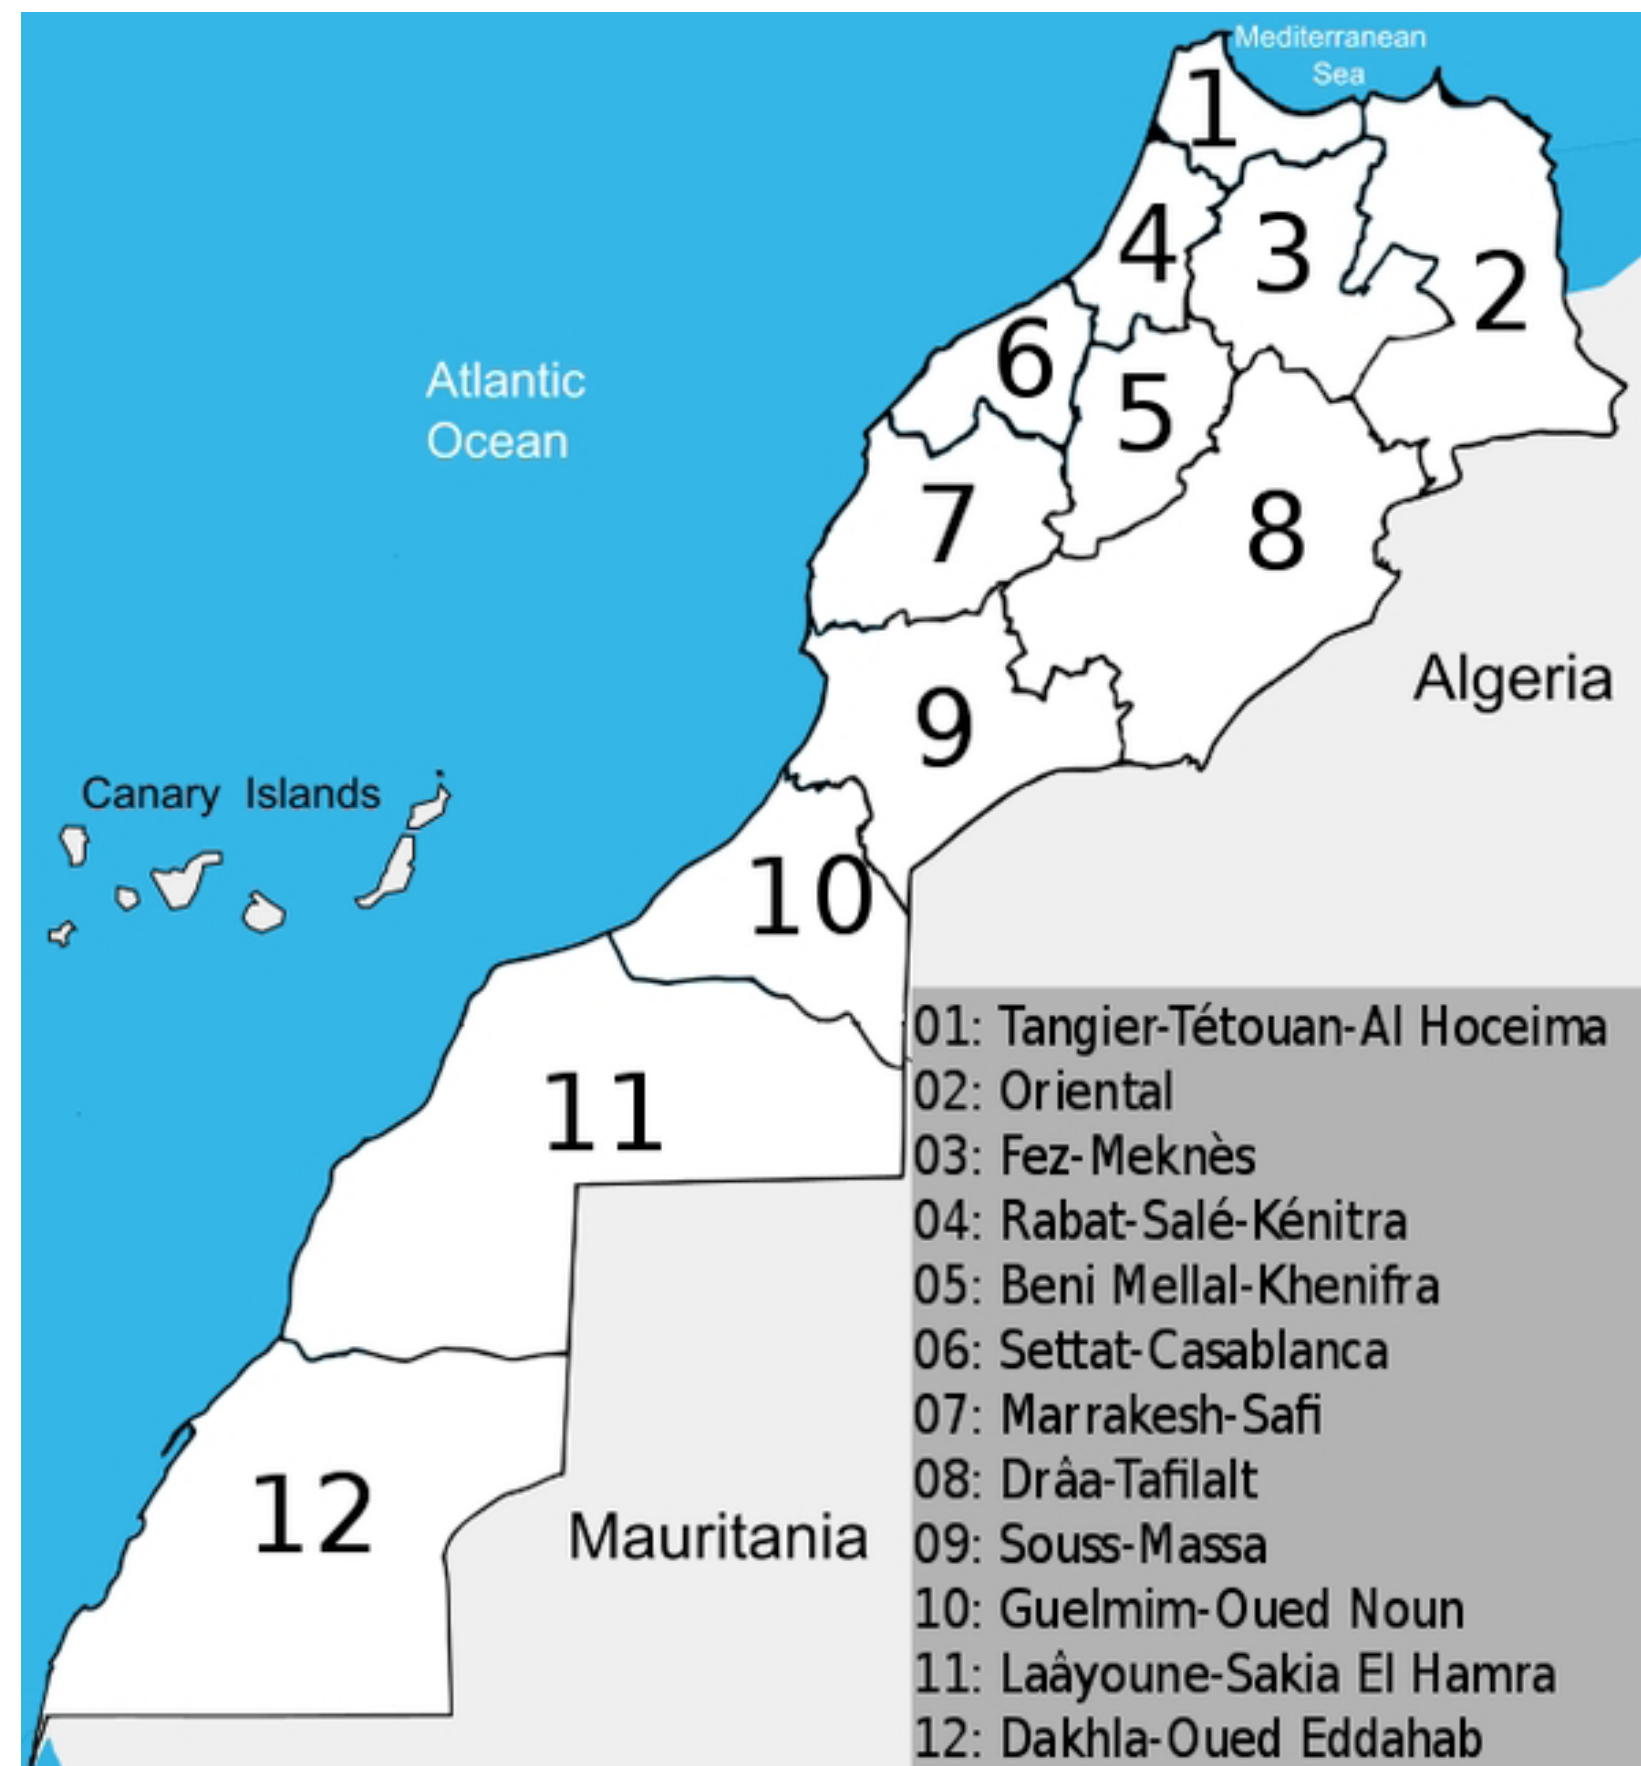 Mediterranean
Sea
1
4
3
2
6
5
Atlantic
Ocean
7
8
Algeria
9
Canary Islands
10
11
12
Mauritania
01: Tangier-Tétouan-Al Hoceima
02: Oriental
03: Fez-Meknès
04: Rabat-Salé-Kénitra
05: Beni Mellal-Khenifra
06: Settat-Casablanca
07: Marrakesh-Safi
08: Drâa-Tafilalt
09: Souss-Massa
10: Guelmim-Oued Noun
11: Laâyoune-Sakia El Hamra
12: Dakhla-Oued Eddahab